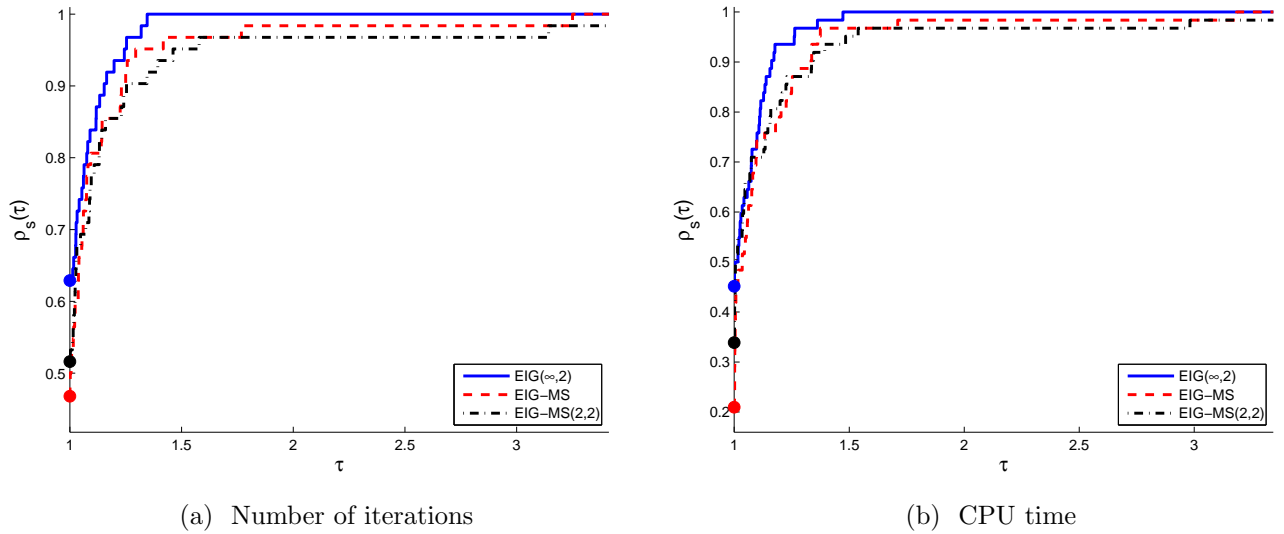 1
0.9
0.8
0.7
0.6
0.5
ρs(τ)
1
1.5
2
2.5
3
τ
EIG(∞,2)
EIG−MS
EIG−MS(2,2)
(a) Number of iterations
1
0.9
0.8
0.7
0.6
0.5
0.4
0.3
0.2
ρs(τ)
1
1.5
2
2.5
3
τ
EIG(∞,2)
EIG−MS
EIG−MS(2,2)
(b) CPU time